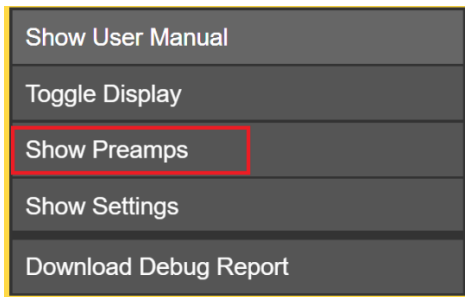 Show User Manual
Toggle Display
Show Preamps
Show Settings
Download Debug Report